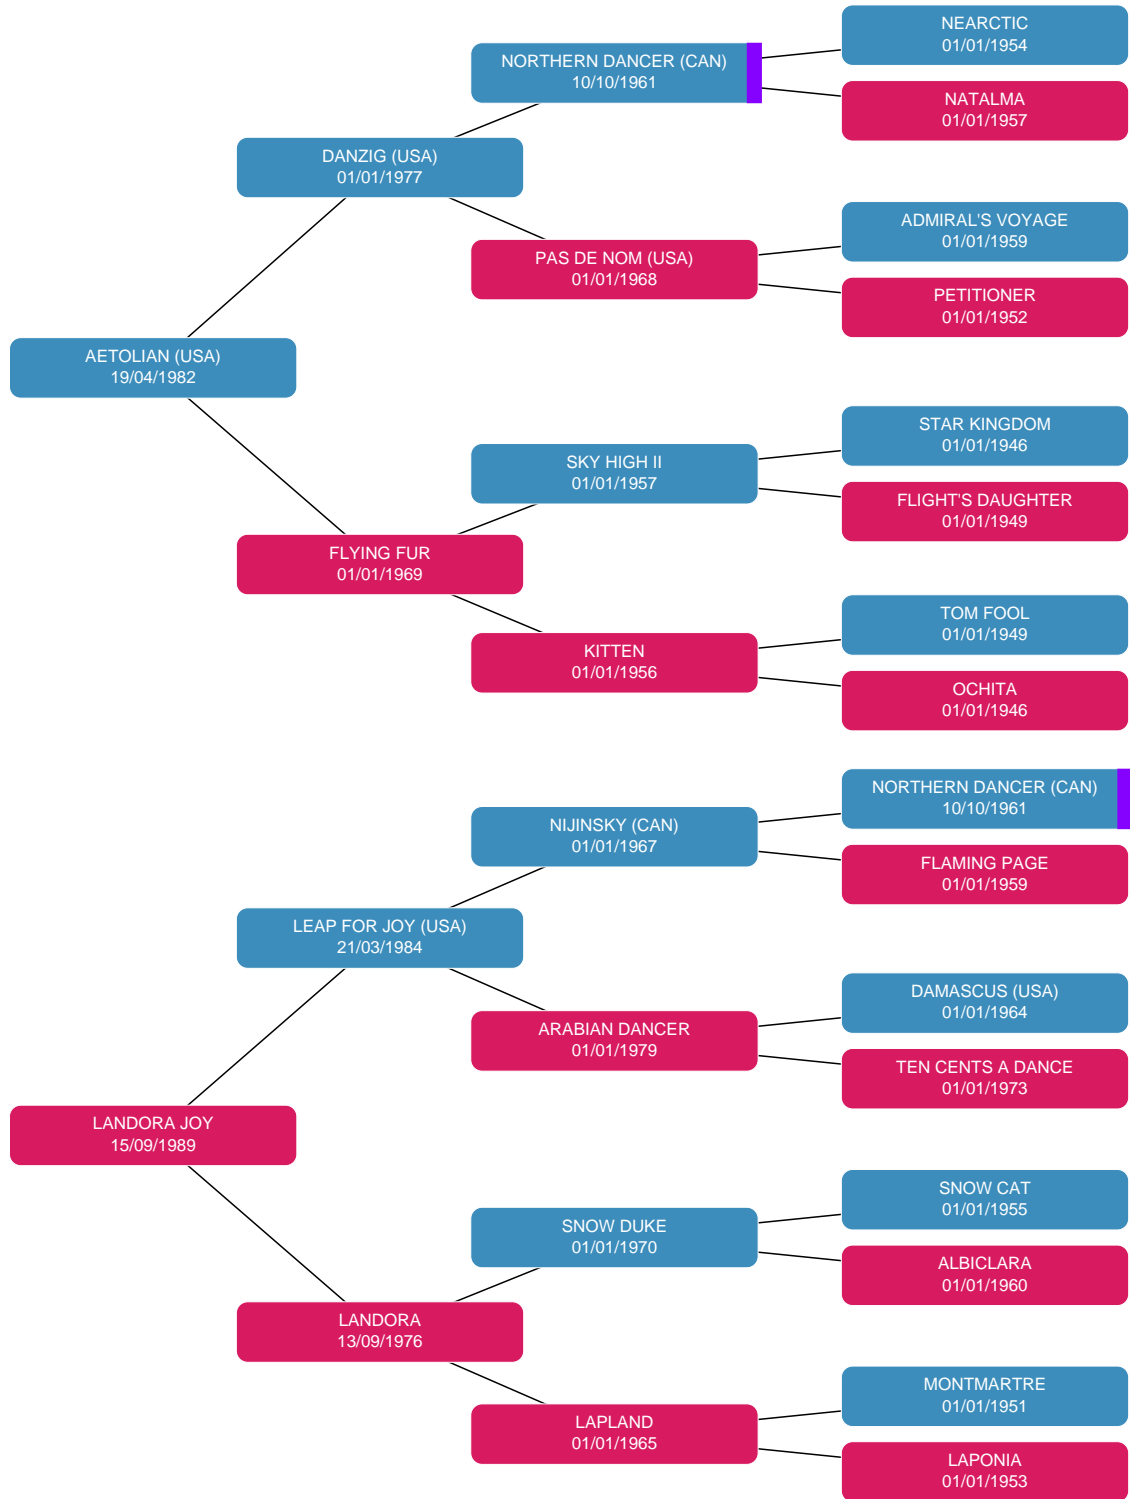 NEARCTIC
01/01/1954
NORTHERN DANCER (CAN)
10/10/1961
NATALMA
01/01/1957
DANZIG (USA)
01/01/1977
ADMIRAL'S VOYAGE
01/01/1959
PAS DE NOM (USA)
01/01/1968
PETITIONER
01/01/1952
AETOLIAN (USA)
19/04/1982
STAR KINGDOM
01/01/1946
SKY HIGH II
01/01/1957
FLIGHT'S DAUGHTER
01/01/1949
FLYING FUR
01/01/1969
TOM FOOL
01/01/1949
KITTEN
01/01/1956
OCHITA
01/01/1946
NORTHERN DANCER (CAN)
10/10/1961
NIJINSKY (CAN)
01/01/1967
FLAMING PAGE
01/01/1959
LEAP FOR JOY (USA)
21/03/1984
DAMASCUS (USA)
01/01/1964
ARABIAN DANCER
01/01/1979
TEN CENTS A DANCE
01/01/1973
LANDORA JOY
15/09/1989
SNOW CAT
01/01/1955
SNOW DUKE
01/01/1970
ALBICLARA
01/01/1960
LANDORA
13/09/1976
MONTMARTRE
01/01/1951
LAPLAND
01/01/1965
LAPONIA
01/01/1953